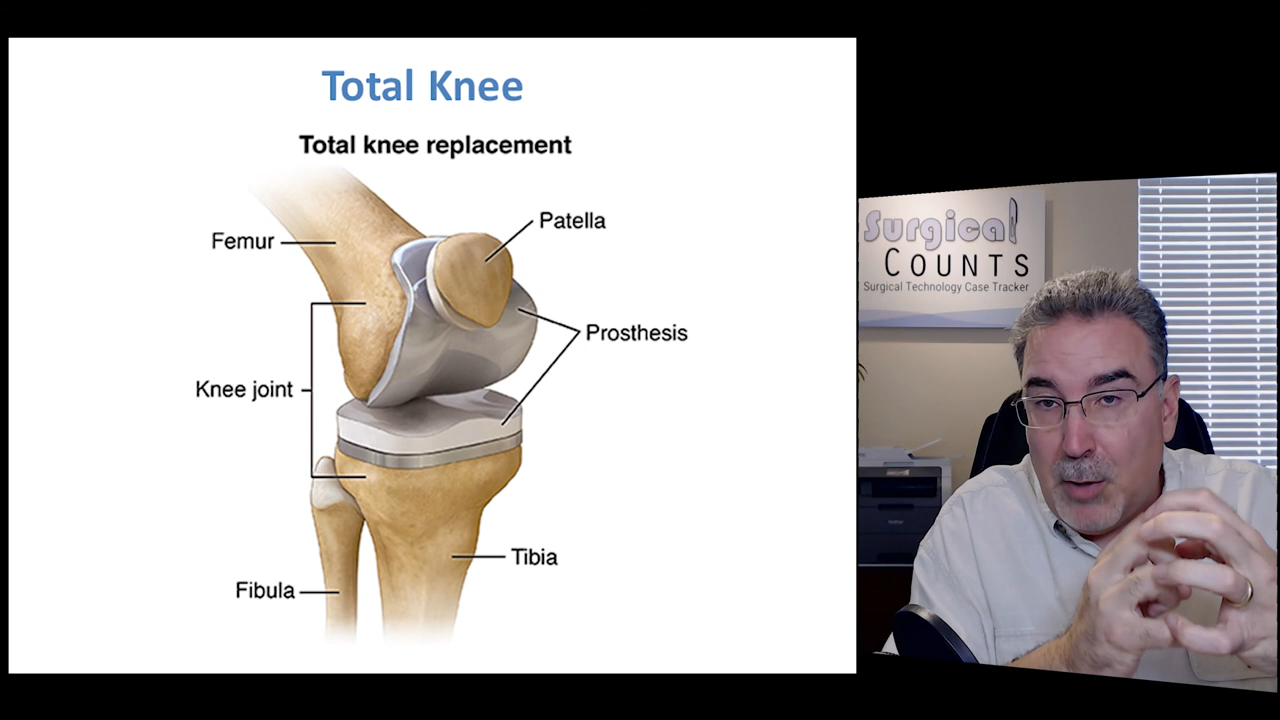 Total Knee
Total knee replacement
Patella
Femur
Prosthesis
Knee joint
Tibia
Fibula
Surgical
COUNTS
Surgical Technology Case Tracker